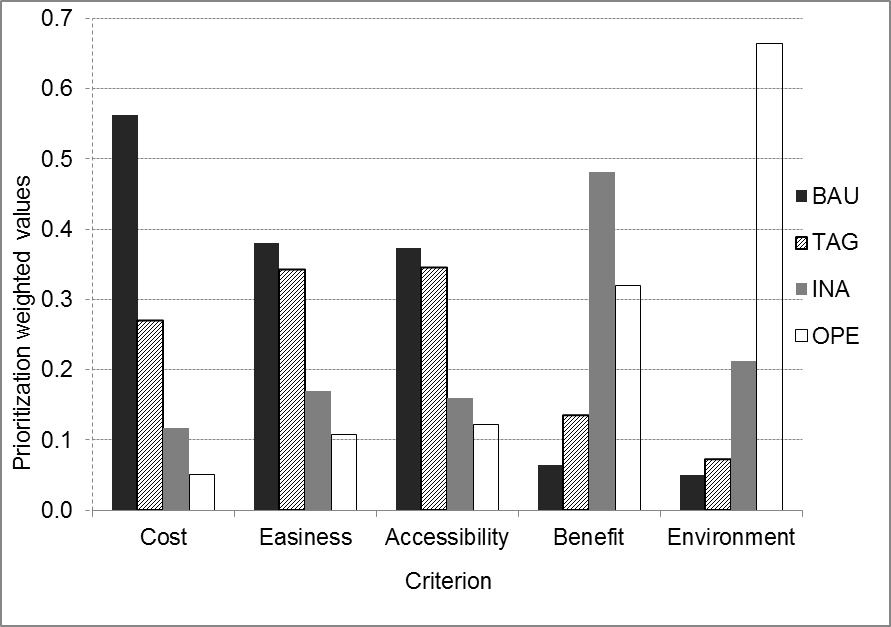 Prioritization weighted values
0.7
0.6
0.5
0.4
0.3
0.2
0.1
0.0
Cost
Easiness
Accessibility
Benefit
Environment
Criterion
BAU
TAG
INA
OPE